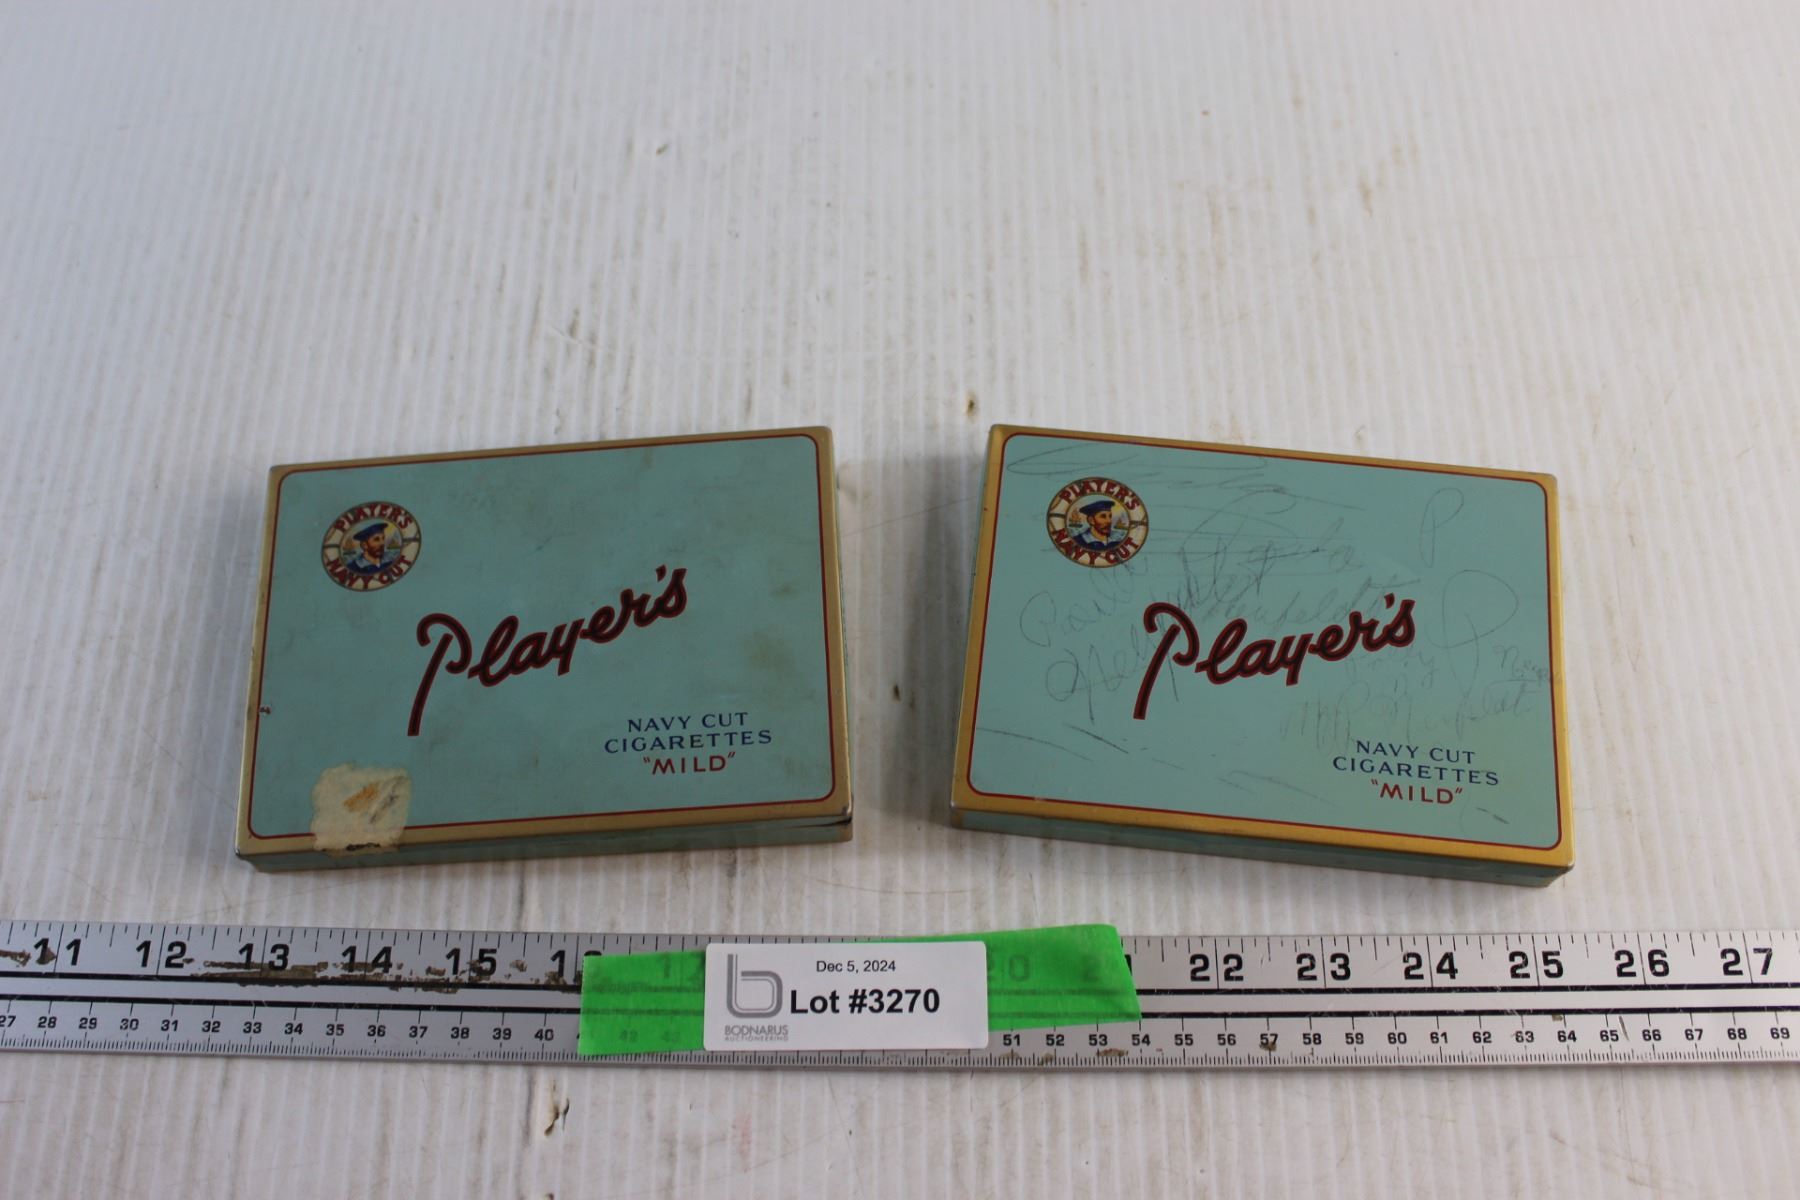 PLAYER'S
NAVY CUT
Player's
NAVY CUT
CIGARETTES
"MILD"
PLAYER'S
NAVY CUT
P
Player's
NAVY CUT
CIGARETTES
"MILD"
11 12 13 14 15 22 23 24 25 26 27
Dec 5, 2024
Lot #3270
BODNARUS
AUCTIONEERING
27 28 29 30 31 32 33 34 35 36 37 38 39 40 42 43 51 52 53 54 55 56 57 58 59 60 61 62 63 64 65 66 67 68 69